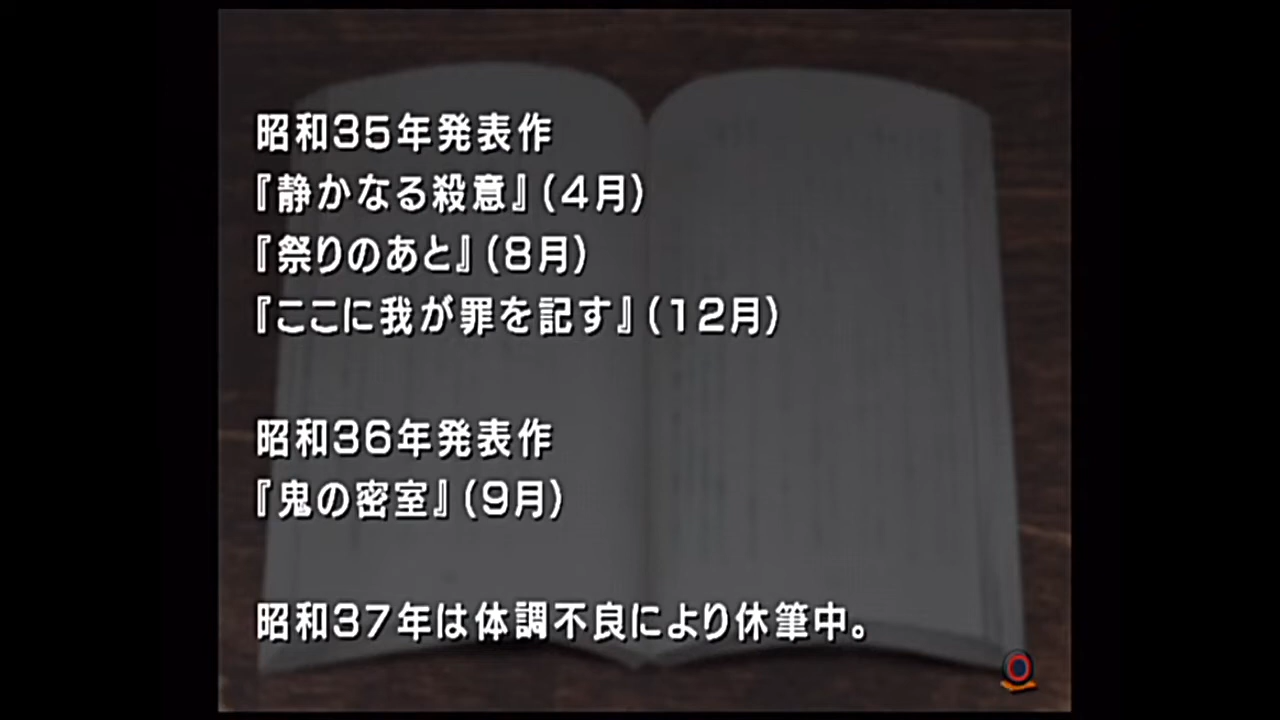 昭和35年発表作
『静かなる殺意』（4月）
『祭りのあと』（8月）
『ここに我が罪を記す』（12月）

昭和36年発表作
『鬼の密室』（9月）

昭和37年は体調不良により休筆中。